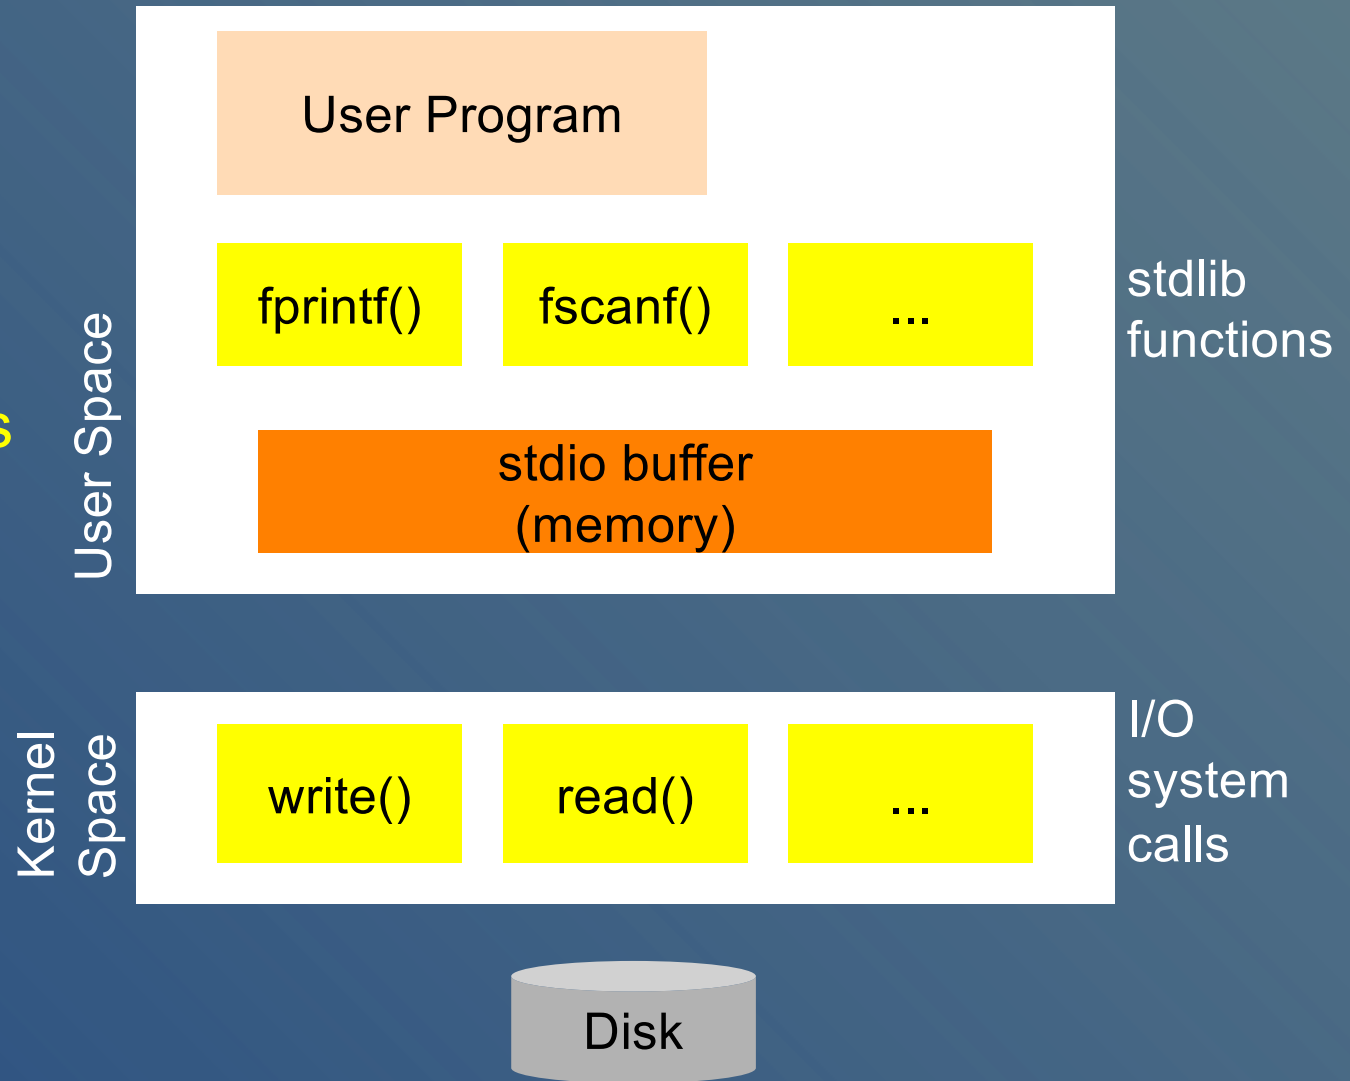 User Program
fprintf()
fscanf()
...
stdlib
functions
User Space
s
stdio buffer
(memory)
Kernel
Space
write()
read()
...
I/O
system
calls
Disk